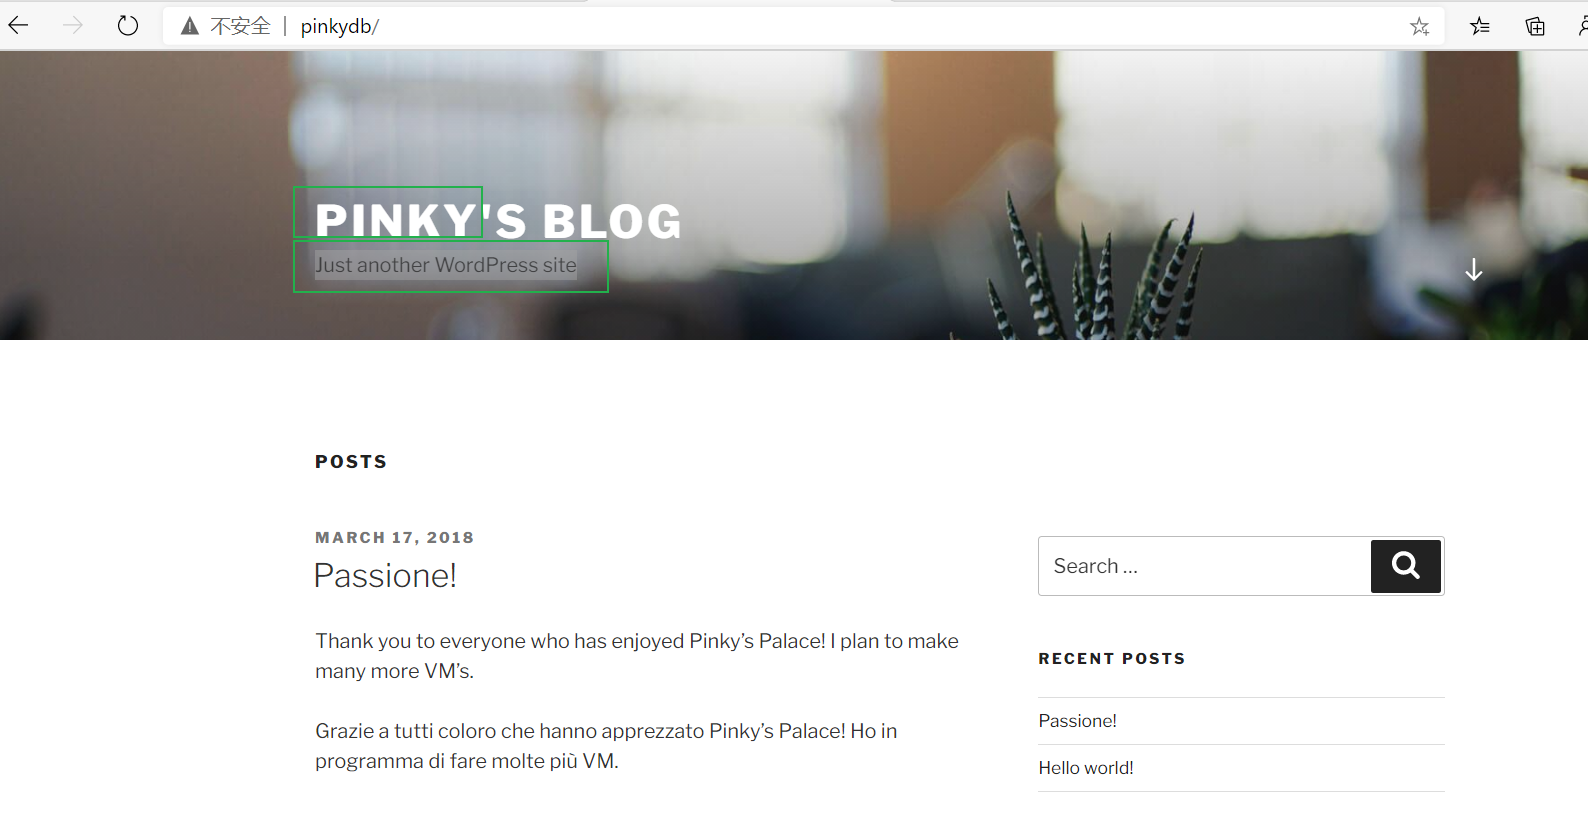 不安全 | pinkydb/
PINKY'S BLOG
Just another WordPress site
POSTS
MARCH 17, 2018
Passione!
Thank you to everyone who has enjoyed Pinky’s Palace! I plan to make
many more VM’s.
Grazie a tutti coloro che hanno apprezzato Pinky’s Palace! Ho in
programma di fare molte più VM.
Search …
RECENT POSTS
Passione!
Hello world!